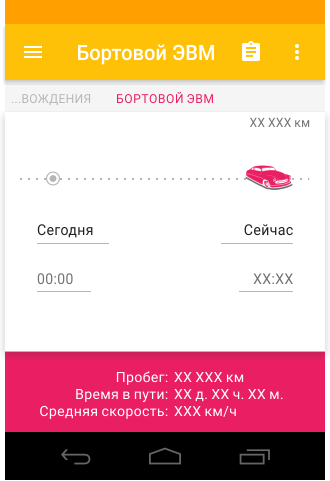 Бортовой ЭВМ
...ВОЖДЕНИЯ БОРТОВОЙ ЭВМ
XX XXX км
Сегодня Сейчас
00:00 XX:XX
Пробег: XX XXX км
Время в пути: XX д. XX ч. XX м.
Средняя скорость: XXX км/ч